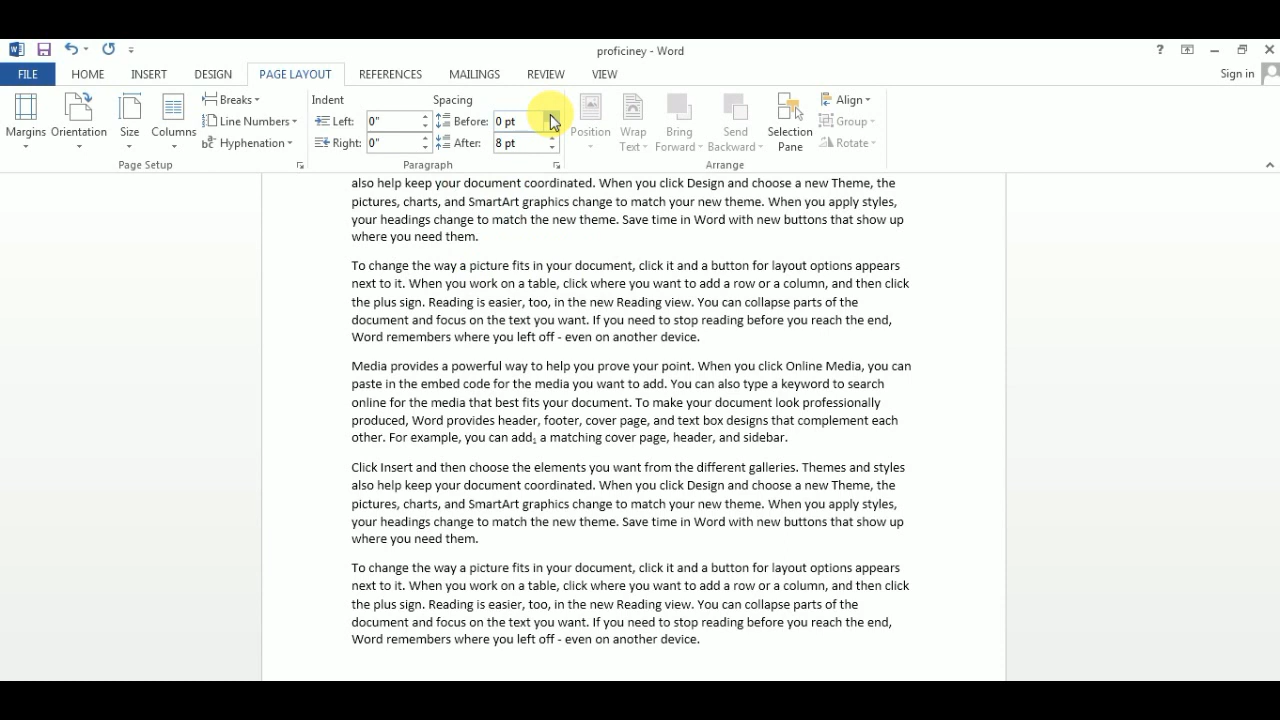 proficiney - Word
?
Sign in
FILE HOME INSERT DESIGN PAGE LAYOUT REFERENCES MAILINGS REVIEW VIEW
Margins
Orientation
Size
Columns
Breaks
Line Numbers
Hyphenation
Page Setup
Indent
Left: 0"
Right: 0"
Spacing
Before: 0 pt
After: 8 pt
Paragraph
Position
Wrap
Text
Bring
Forward
Send
Backward
Selection
Pane
Align
Group
Rotate
Arrange
also help keep your document coordinated. When you click Design and choose a new Theme, the
pictures, charts, and SmartArt graphics change to match your new theme. When you apply styles,
your headings change to match the new theme. Save time in Word with new buttons that show up
where you need them.
To change the way a picture fits in your document, click it and a button for layout options appears
next to it. When you work on a table, click where you want to add a row or a column, and then click
the plus sign. Reading is easier, too, in the new Reading view. You can collapse parts of the
document and focus on the text you want. If you need to stop reading before you reach the end,
Word remembers where you left off - even on another device.
Media provides a powerful way to help you prove your point. When you click Online Media, you can
paste in the embed code for the media you want to add. You can also type a keyword to search
online for the media that best fits your document. To make your document look professionally
produced, Word provides header, footer, cover page, and text box designs that complement each
other. For example, you can add₁ a matching cover page, header, and sidebar.
Click Insert and then choose the elements you want from the different galleries. Themes and styles
also help keep your document coordinated. When you click Design and choose a new Theme, the
pictures, charts, and SmartArt graphics change to match your new theme. When you apply styles,
your headings change to match the new theme. Save time in Word with new buttons that show up
where you need them.
To change the way a picture fits in your document, click it and a button for layout options appears
next to it. When you work on a table, click where you want to add a row or a column, and then click
the plus sign. Reading is easier, too, in the new Reading view. You can collapse parts of the
document and focus on the text you want. If you need to stop reading before you reach the end,
Word remembers where you left off - even on another device.